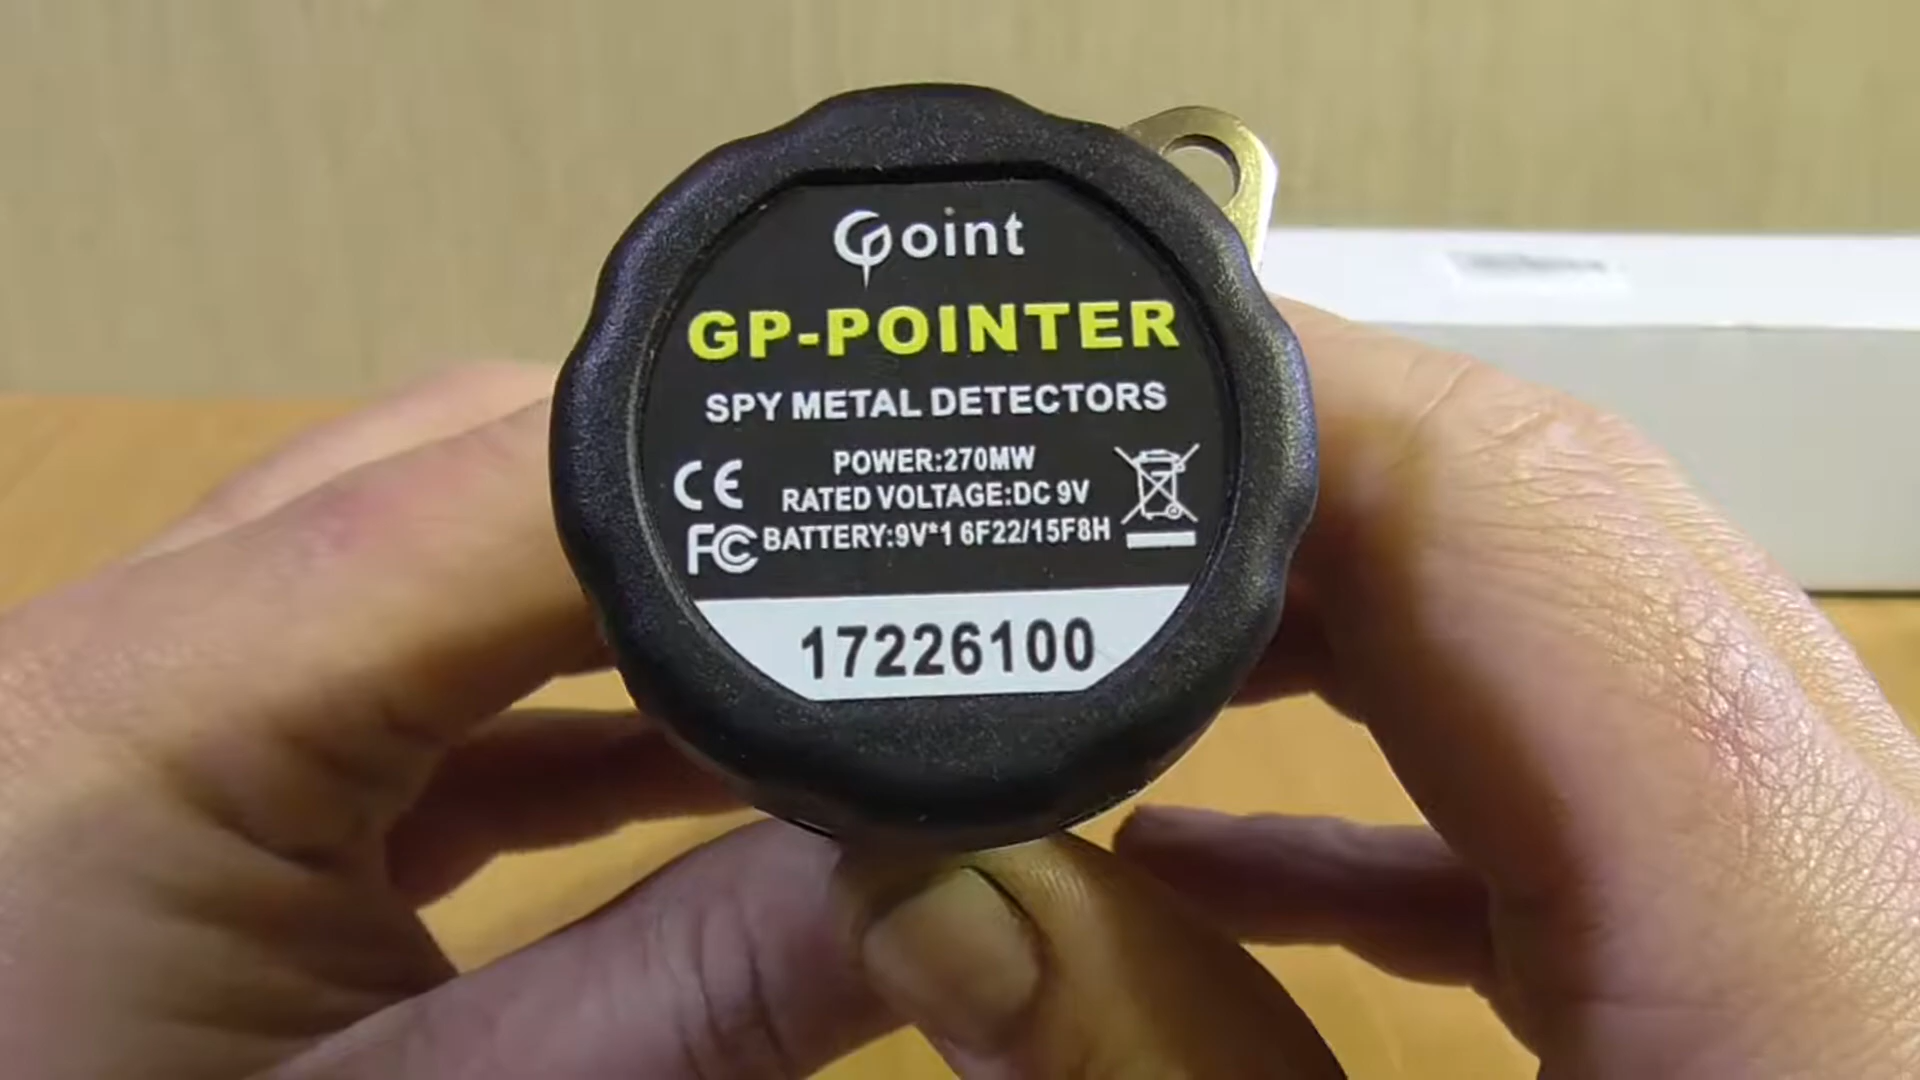 GPoint
GP-POINTER
SPY METAL DETECTORS
POWER:270MW
RATED VOLTAGE:DC 9V
BATTERY:9V*1 6F22/15F8H
CE
FC
17226100